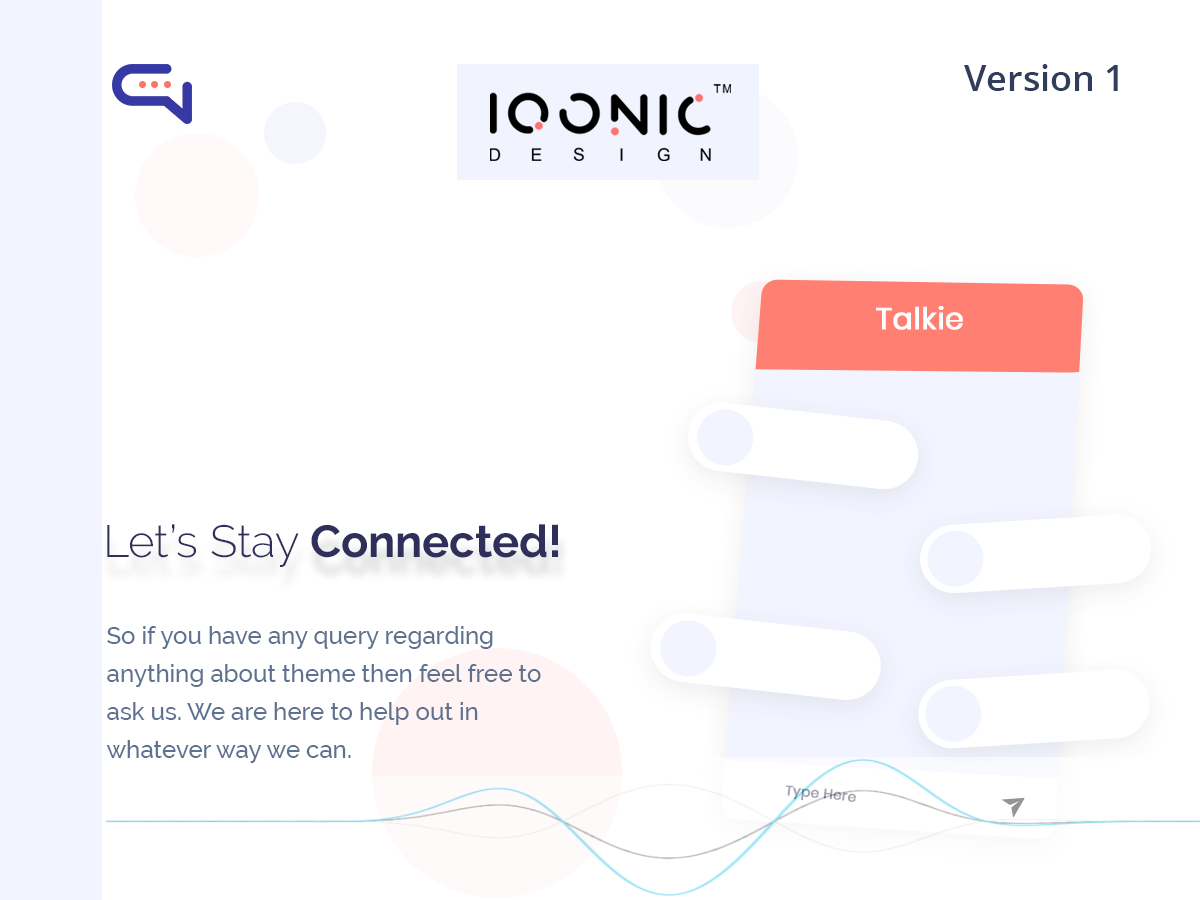 IQONIC™
DESIGN
Version 1
Talkie
Let's Stay Connected!
So if you have any query regarding
anything about theme then feel free to
ask us. We are here to help out in
whatever way we can.
Type Here